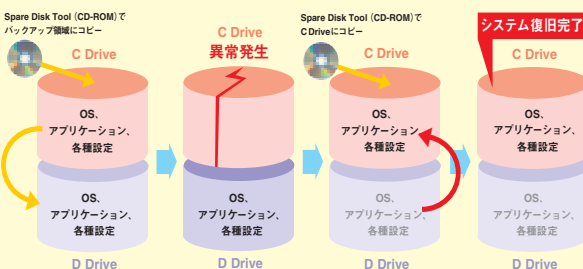 Spare Disk Tool (CD-ROM)で
バックアップ領域にコピー
C Drive
OS、
アプリケーション、
各種設定
OS、
アプリケーション、
各種設定
D Drive
C Drive
異常発生
OS、
アプリケーション、
各種設定
D Drive
Spare Disk Tool (CD-ROM)で
C Driveにコピー
C Drive
OS、
アプリケーション、
各種設定
OS、
アプリケーション、
各種設定
D Drive
システム復旧完了
C Drive
OS、
アプリケーション、
各種設定
OS、
アプリケーション、
各種設定
D Drive